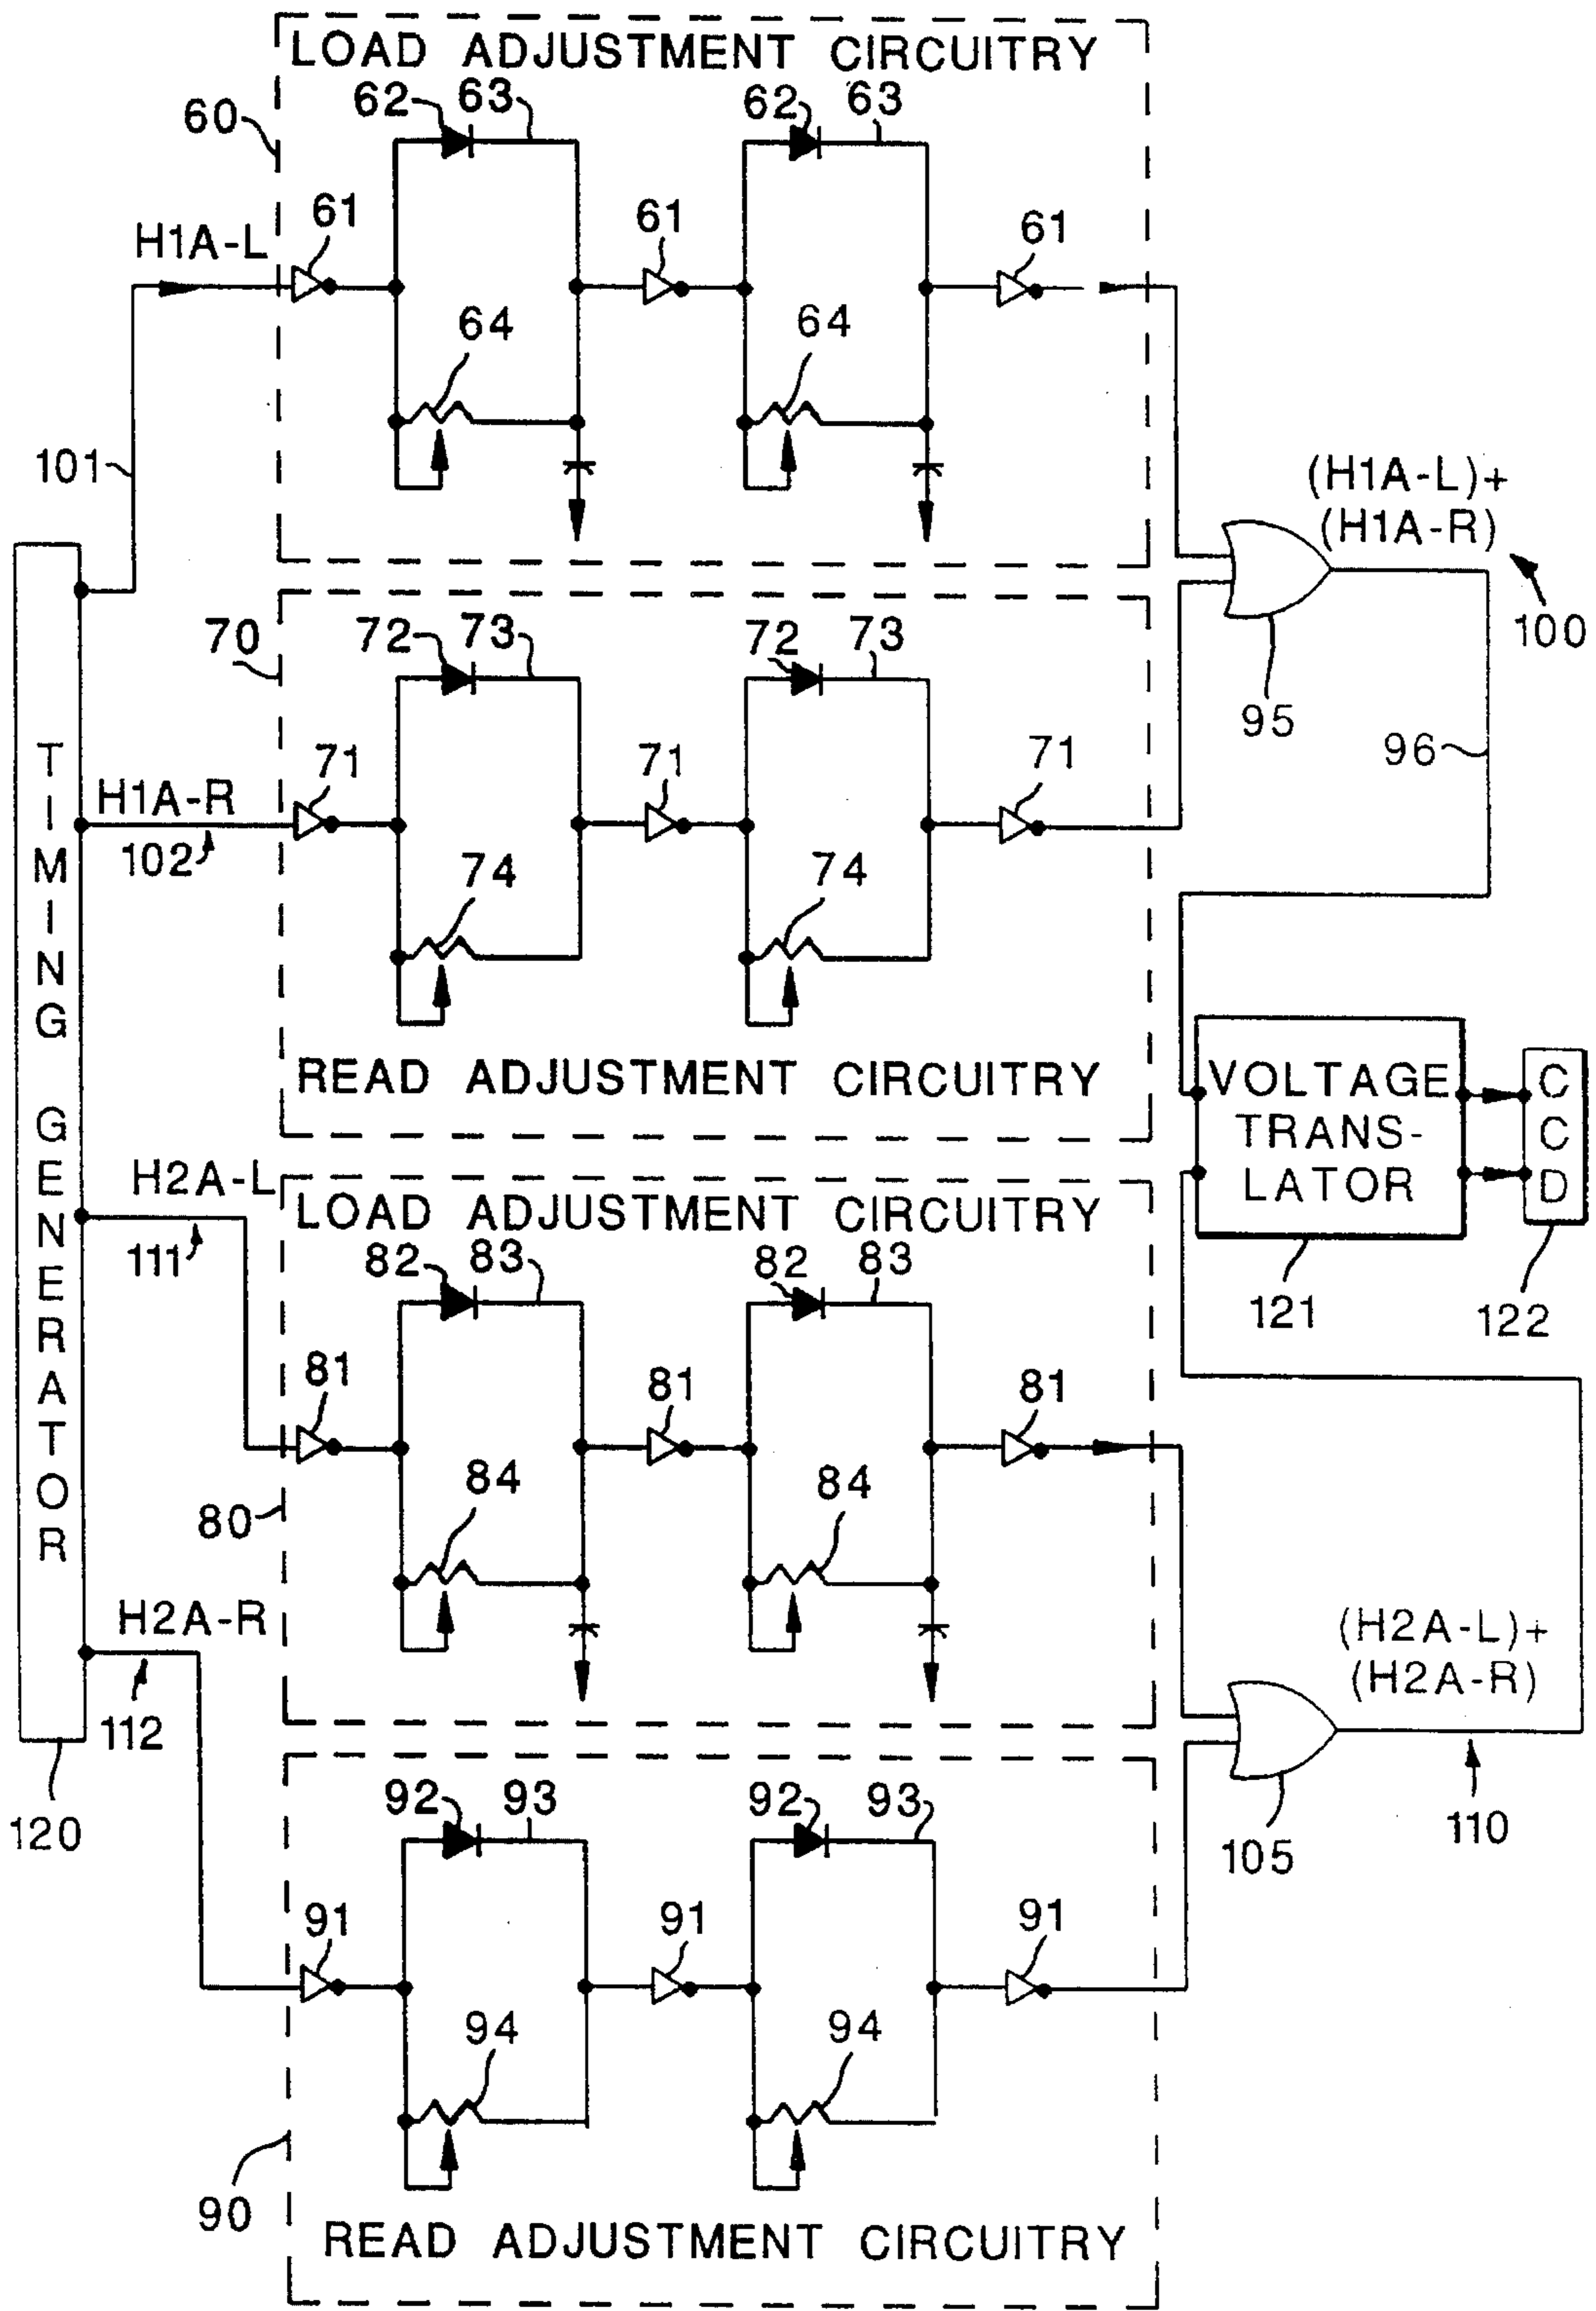 LOAD ADJUSTMENT CIRCUITRY
62 63 62 63
60
61 61 61
H1A-L
64 64
101
(H1A-L)+
(H1A-R)
100
70 72 73 72 73
95
96
71 71 71
H1A-R
102
74 74
READ ADJUSTMENT CIRCUITRY
TIMING GENERATOR
VOLTAGE
TRANS-
LATOR
CCD
121
122
H2A-L
111
LOAD ADJUSTMENT CIRCUITRY
82 83 82 83
81 81 81
84 84
80
H2A-R
112
(H2A-L)+
(H2A-R)
110
105
120
92 93 92 93
91 91 91
94 94
90
READ ADJUSTMENT CIRCUITRY